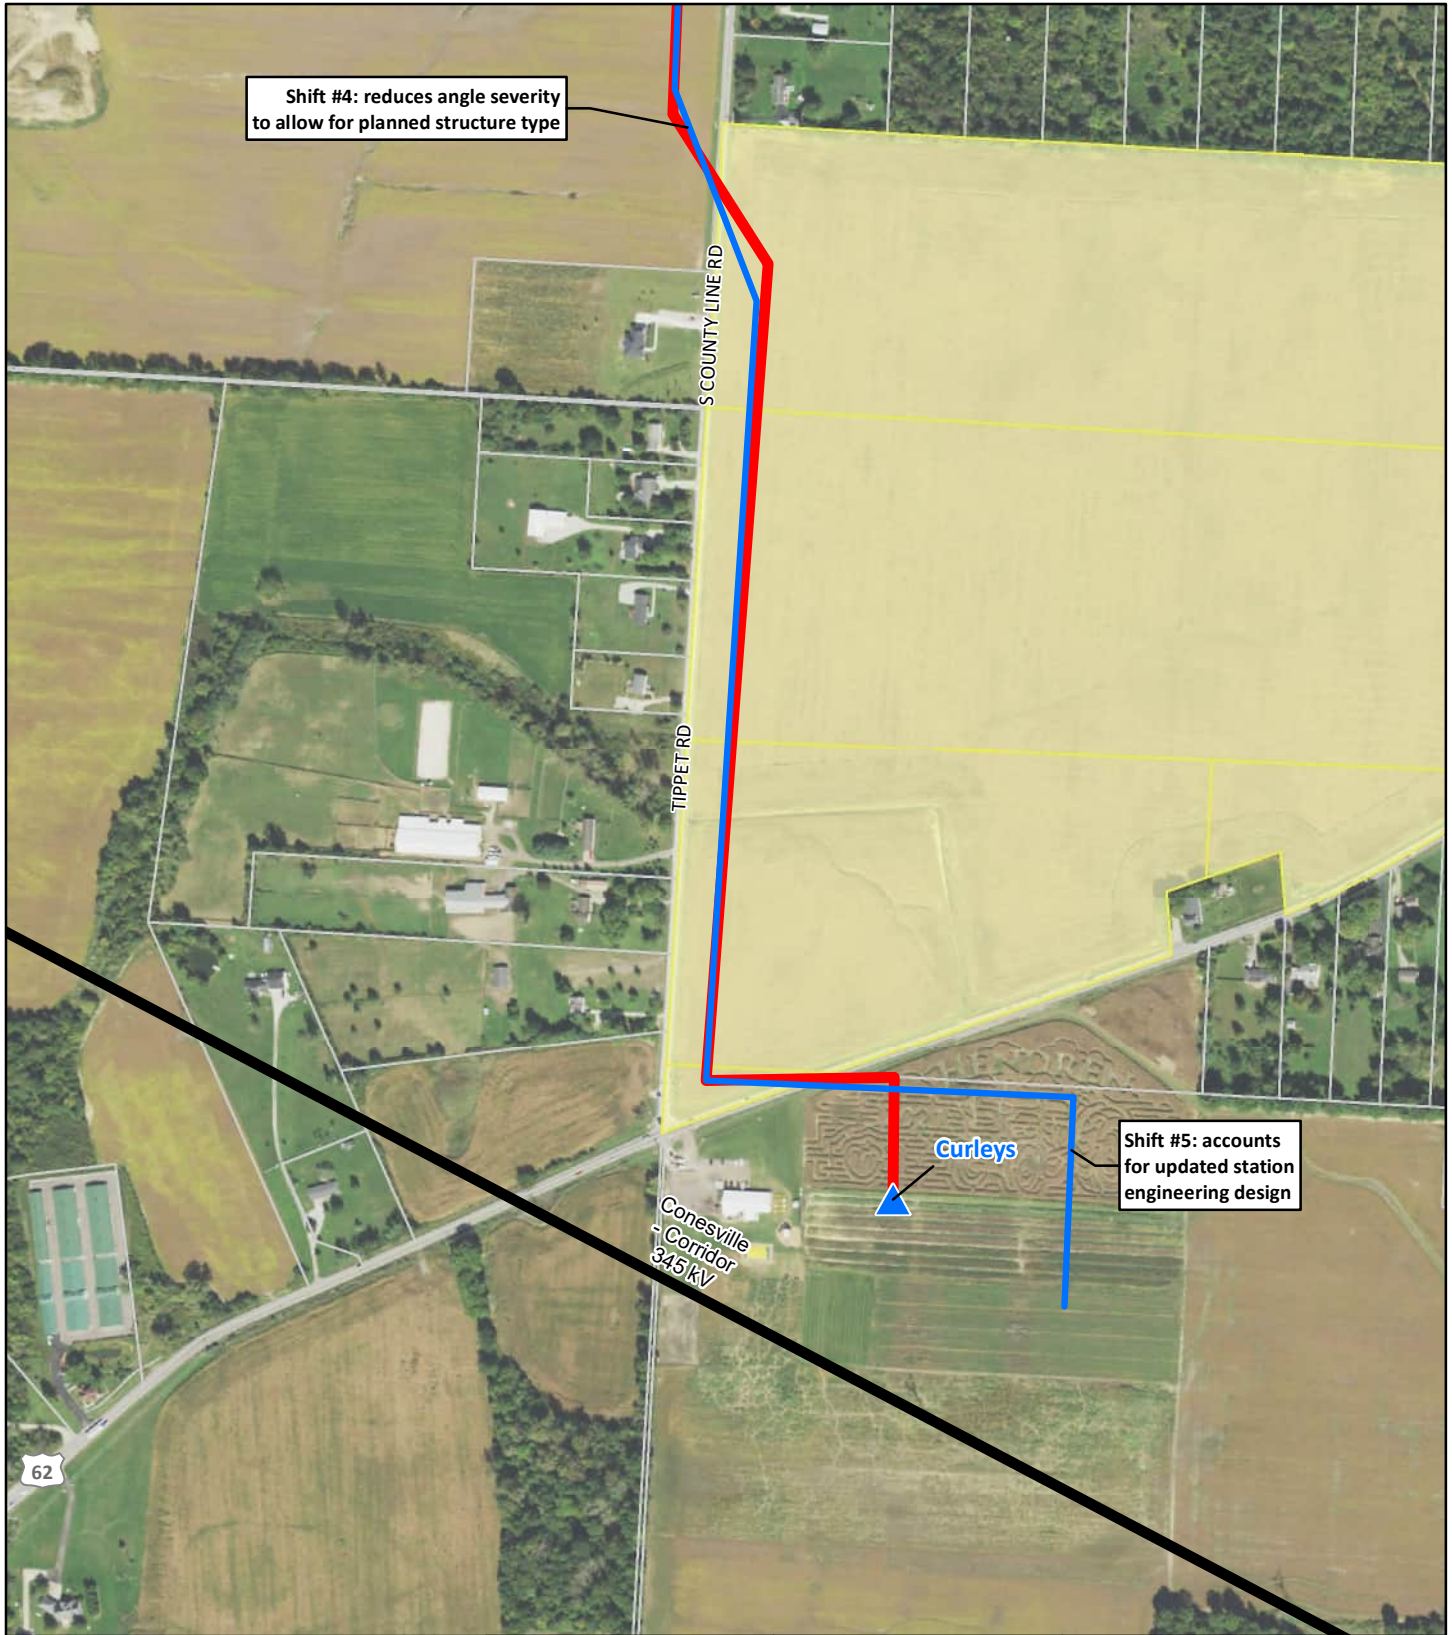 Shift #4: reduces angle severity
to allow for planned structure type
S COUNTY LINE RD
TIPPET RD
Curleys
Shift #5: accounts
for updated station
engineering design
Conesville
- Corridor
345 kV
62